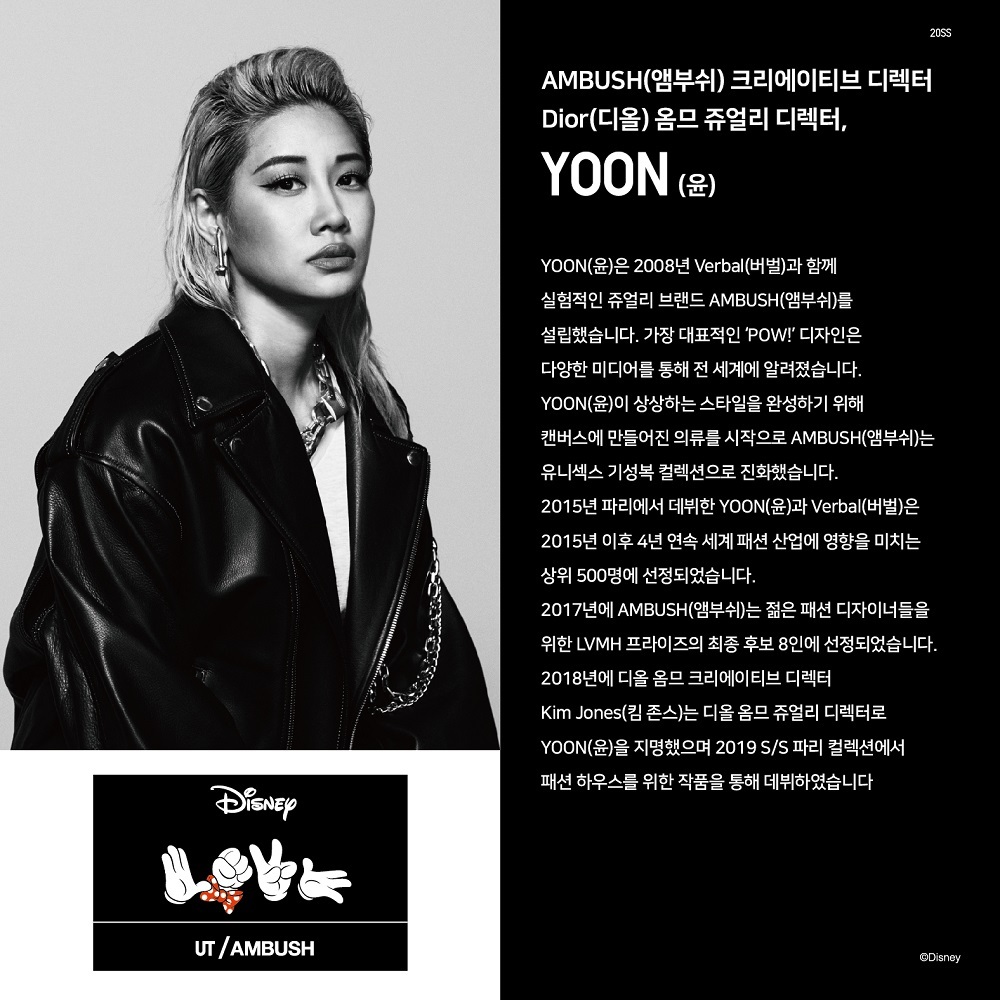 20SS
AMBUSH(앰부쉬) 크리에이티브 디렉터
Dior(디올) 옴므 쥬얼리 디렉터,
YOON (윤)
YOON(윤)은 2008년 Verbal(버벌)과 함께
실험적인 쥬얼리 브랜드 AMBUSH(앰부쉬)를
설립했습니다. 가장 대표적인 ‘POW!’ 디자인은
다양한 미디어를 통해 전 세계에 알려졌습니다.
YOON(윤)이 상상하는 스타일을 완성하기 위해
캔버스에 만들어진 의류를 시작으로 AMBUSH(앰부쉬)는
유니섹스 기성복 컬렉션으로 진화했습니다.
2015년 파리에서 데뷔한 YOON(윤)과 Verbal(버벌)은
2015년 이후 4년 연속 세계 패션 산업에 영향을 미치는
상위 500명에 선정되었습니다.
2017년에 AMBUSH(앰부쉬)는 젊은 패션 디자이너들을
위한 LVMH 프라이즈의 최종 후보 8인에 선정되었습니다.
2018년에 디올 옴므 크리에이티브 디렉터
Kim Jones(킴 존스)는 디올 옴므 쥬얼리 디렉터로
YOON(윤)을 지명했으며 2019 S/S 파리 컬렉션에서
패션 하우스를 위한 작품을 통해 데뷔하였습니다
Disney
LOVE
UT / AMBUSH
©Disney